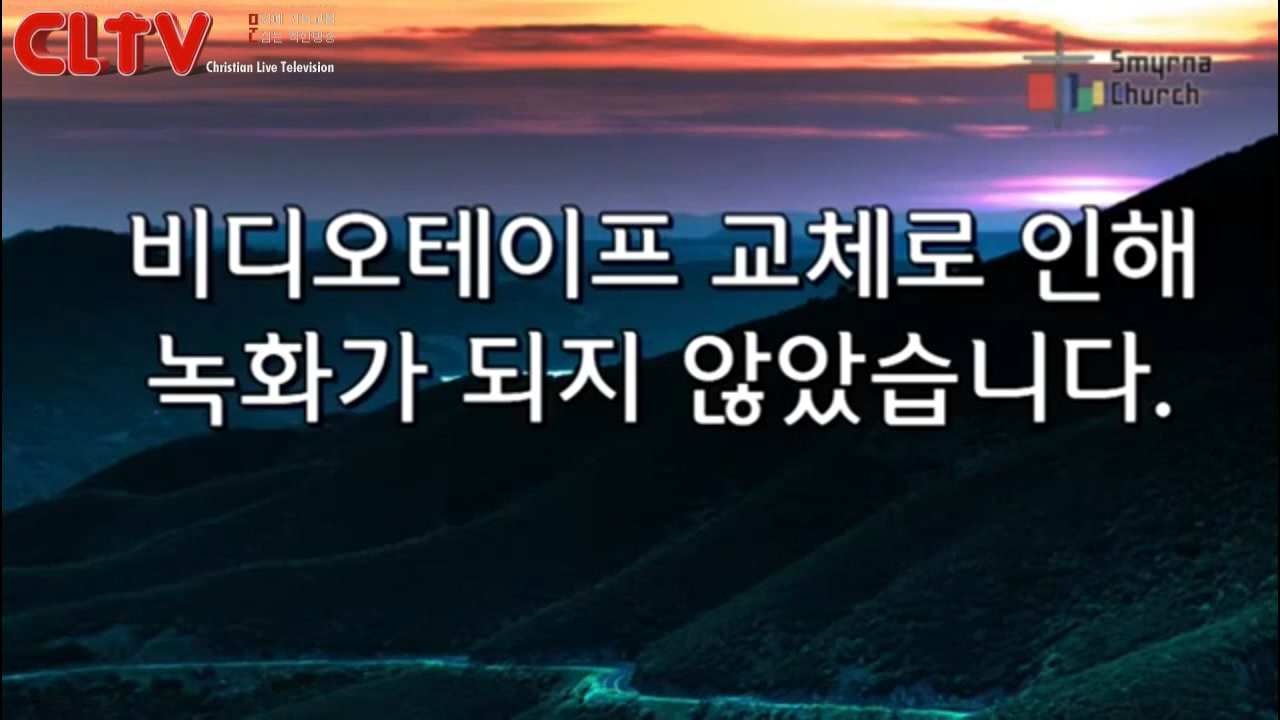 CLTV
Christian Live Television
Smyrna
Church
비디오테이프 교체로 인해
녹화가 되지 않았습니다.